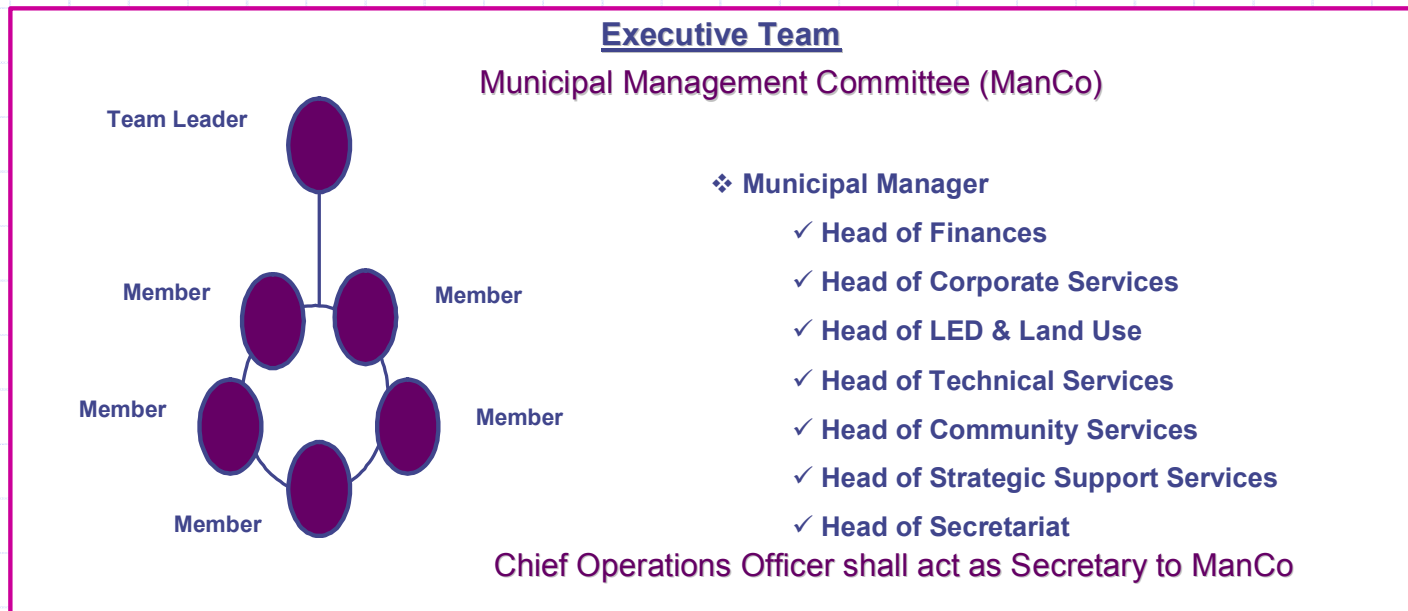 Executive Team
Municipal Management Committee (ManCo)
Team Leader
Member
Member
Member
Member
Member
❖ Municipal Manager
✓ Head of Finances
✓ Head of Corporate Services
✓ Head of LED & Land Use
✓ Head of Technical Services
✓ Head of Community Services
✓ Head of Strategic Support Services
✓ Head of Secretariat
Chief Operations Officer shall act as Secretary to ManCo